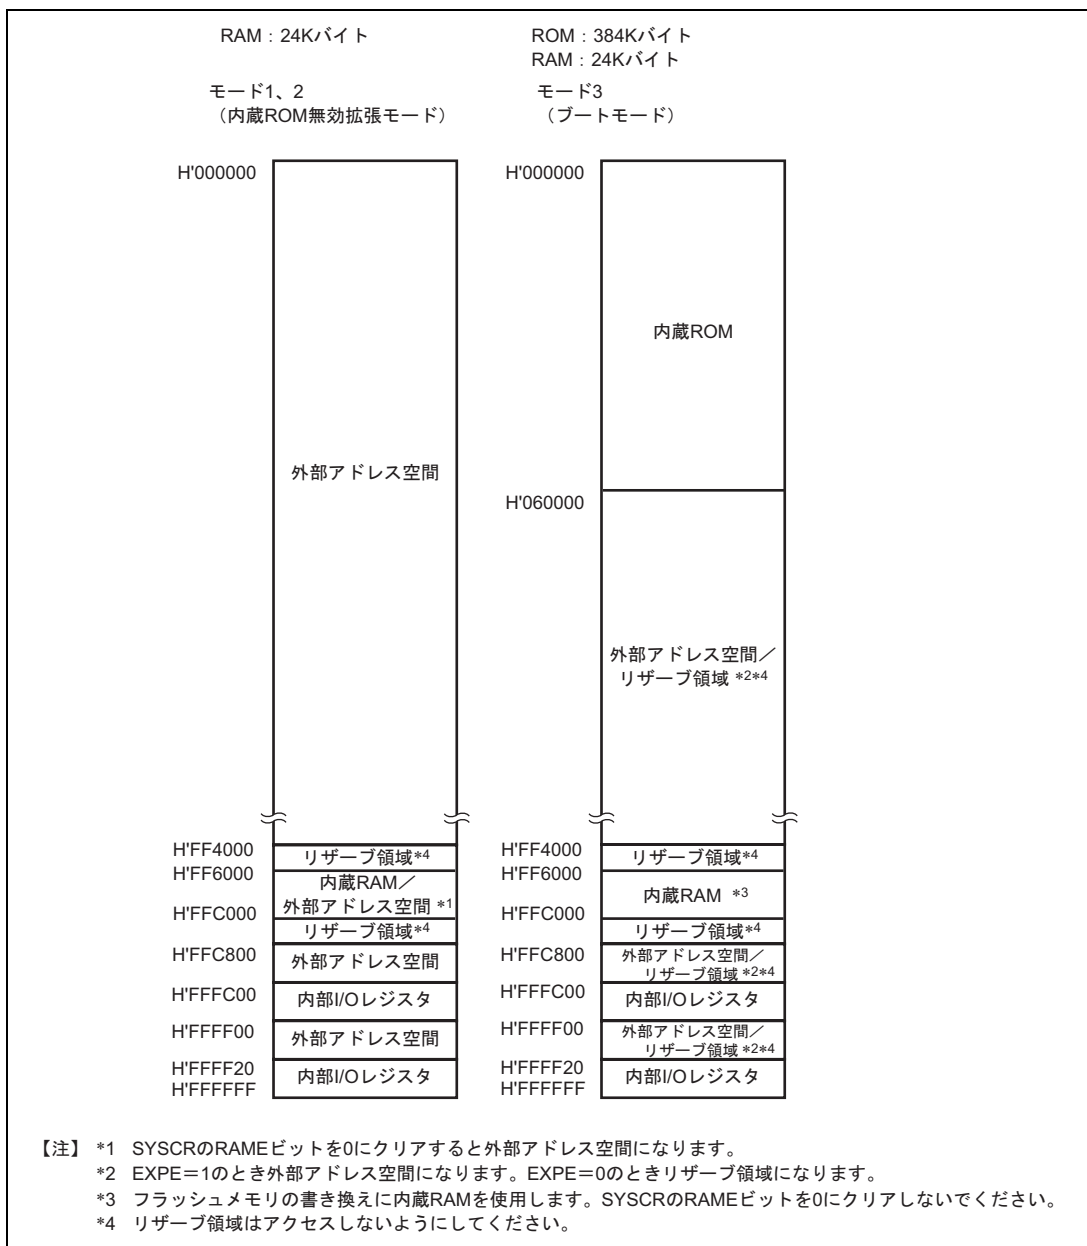 RAM：24Kバイト
モード1、2
（内蔵ROM無効拡張モード）
H'000000
外部アドレス空間
H'FF4000
リザーブ領域*4
H'FF6000
内蔵RAM／
外部アドレス空間 *1
H'FFC000
リザーブ領域*4
H'FFC800
外部アドレス空間
H'FFFC00
内部I/Oレジスタ
H'FFFF00
外部アドレス空間
H'FFFF20
内部I/Oレジスタ
H'FFFFFF
ROM：384Kバイト
RAM：24Kバイト
モード3
（ブートモード）
H'000000
内蔵ROM
H'060000
外部アドレス空間／
リザーブ領域 *2*4
H'FF4000
リザーブ領域*4
H'FF6000
内蔵RAM *3
H'FFC000
リザーブ領域*4
H'FFC800
外部アドレス空間／
リザーブ領域 *2*4
H'FFFC00
内部I/Oレジスタ
H'FFFF00
外部アドレス空間／
リザーブ領域 *2*4
H'FFFF20
内部I/Oレジスタ
H'FFFFFF
【注】 *1 SYSCRのRAMEビットを0にクリアすると外部アドレス空間になります。
*2 EXPE＝1のとき外部アドレス空間になります。EXPE＝0のときリザーブ領域になります。
*3 フラッシュメモリの書き換えに内蔵RAMを使用します。SYSCRのRAMEビットを0にクリアしないでください。
*4 リザーブ領域はアクセスしないようにしてください。